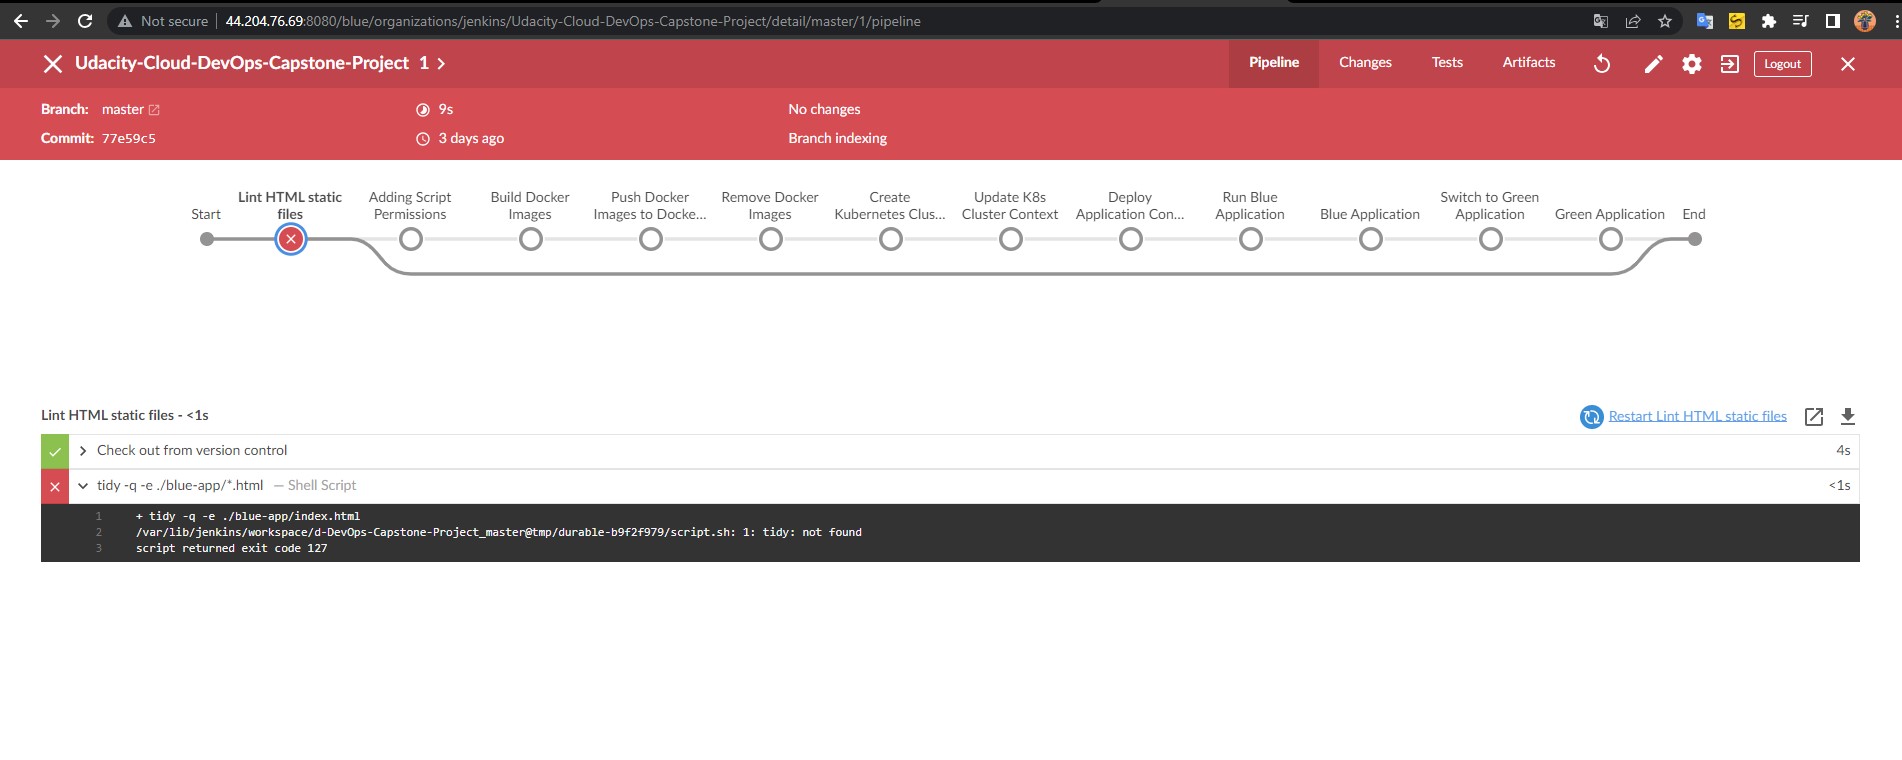 Not secure | 44.204.76.69:8080/blue/organizations/jenkins/Udacity-Cloud-DevOps-Capstone-Project/detail/master/1/pipeline
Udacity-Cloud-DevOps-Capstone-Project 1 >
Pipeline Changes Tests Artifacts Logout
Branch: master 9s No changes
Commit: 77e59c5 3 days ago Branch indexing
Start
Lint HTML static
files
Adding Script
Permissions
Build Docker
Images
Push Docker
Images to Docke...
Remove Docker
Images
Create
Kubernetes Clus...
Update K8s
Cluster Context
Deploy
Application Con...
Run Blue
Application
Blue Application
Switch to Green
Application
Green Application
End
Lint HTML static files - <1s Restart Lint HTML static files
Check out from version control 4s
tidy -q -e ./blue-app/*.html — Shell Script <1s
1 + tidy -q -e ./blue-app/index.html
2 /var/lib/jenkins/workspace/d-DevOps-Capstone-Project_master@tmp/durable-b9f2f979/script.sh: 1: tidy: not found
3 script returned exit code 127